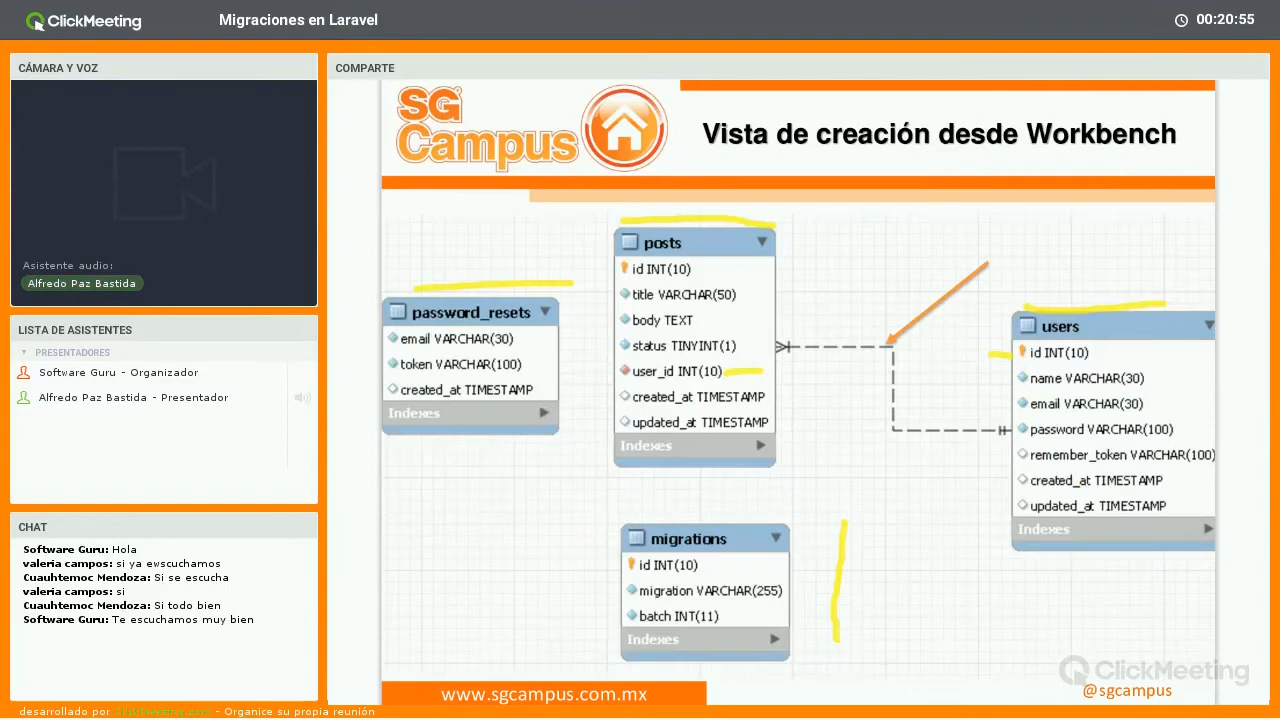 ClickMeeting
Migraciones en Laravel
00:20:55
CÁMARA Y VOZ
Asistente audio:
Alfredo Paz Bastida
LISTA DE ASISTENTES
PRESENTADORES
Software Guru - Organizador
Alfredo Paz Bastida - Presentador
CHAT
Software Guru: Hola
valeria campos: si ya ewscuchamos
Cuauhtemoc Mendoza: Si se escucha
valeria campos: si
Cuauhtemoc Mendoza: Si todo bien
Software Guru: Te escuchamos muy bien
COMPARTE
SG
Campus
Vista de creación desde Workbench
password_resets
email VARCHAR(30)
token VARCHAR(100)
created_at TIMESTAMP
Indexes
posts
id INT(10)
title VARCHAR(50)
body TEXT
status TINYINT(1)
user_id INT(10)
created_at TIMESTAMP
updated_at TIMESTAMP
Indexes
users
id INT(10)
name VARCHAR(30)
email VARCHAR(30)
password VARCHAR(100)
remember_token VARCHAR(100)
created_at TIMESTAMP
updated_at TIMESTAMP
Indexes
migrations
id INT(10)
migration VARCHAR(255)
batch INT(11)
Indexes
ClickMeeting
www.sgcampus.com.mx
@sgcampus
desarrollado por ClickMeeting.com - Organice su propia reunión